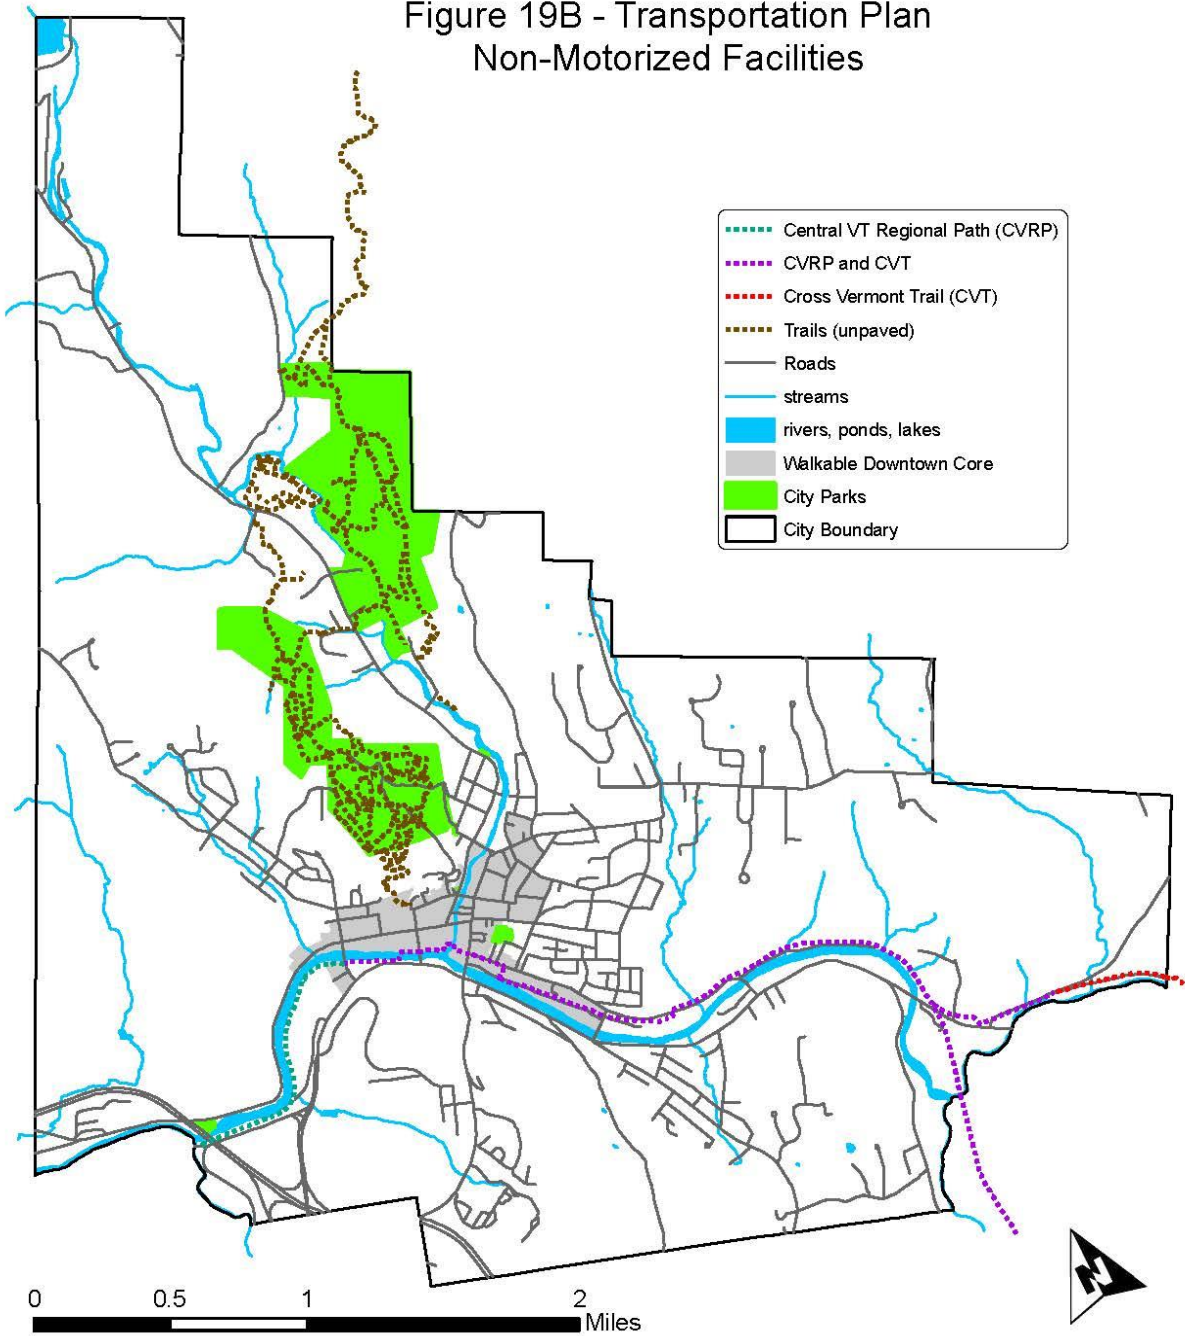 Figure 19B - Transportation Plan
Non-Motorized Facilities
Central VT Regional Path (CVRP)
CVRP and CVT
Cross Vermont Trail (CVT)
Trails (unpaved)
Roads
streams
rivers, ponds, lakes
Walkable Downtown Core
City Parks
City Boundary
N
0 0.5 1 2
Miles